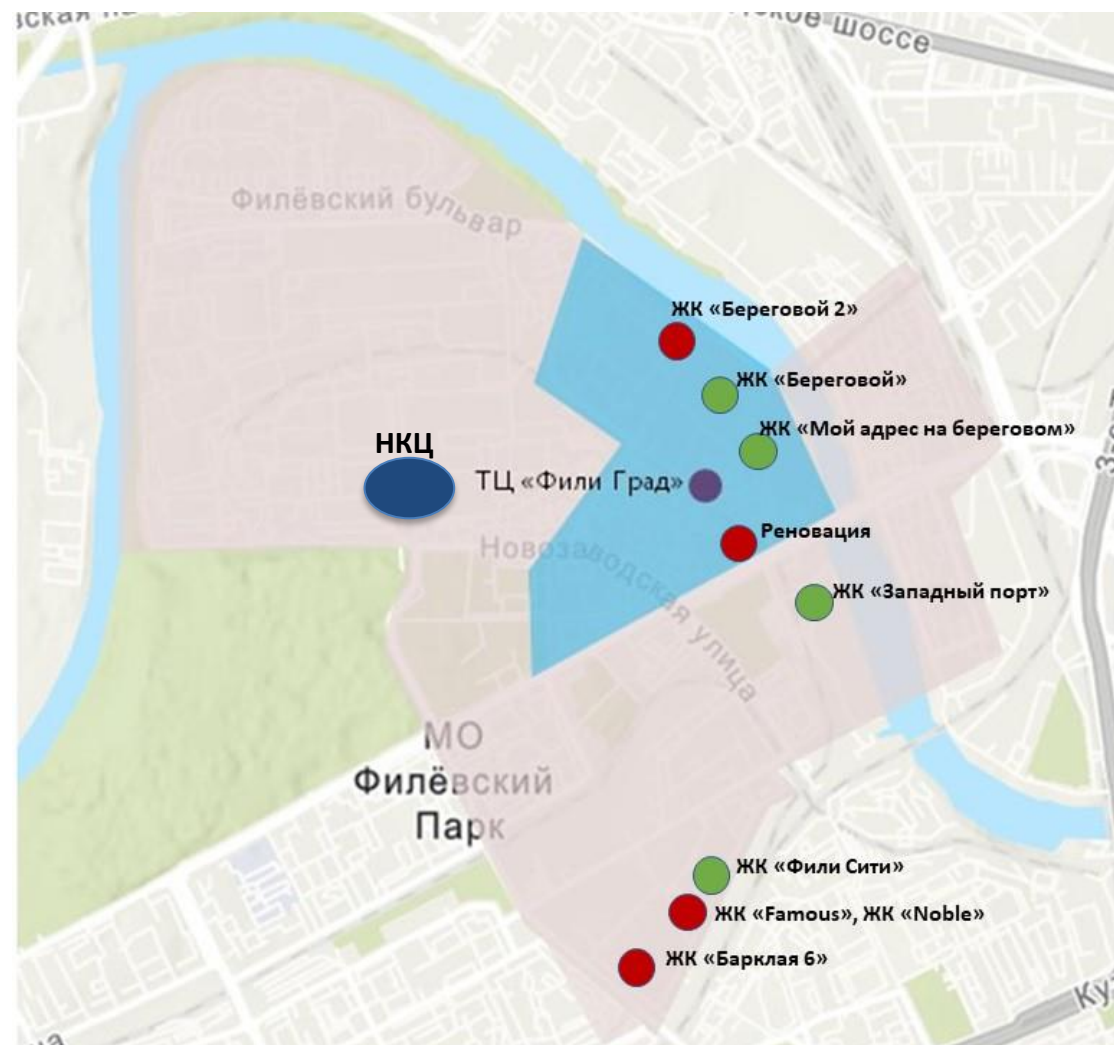 шоссе
Филёвский бульвар
ЖК «Береговой 2»
ЖК «Береговой»
ЖК «Мой адрес на береговом»
НКЦ
ТЦ «Фили Град»
Реновация
Новозаводская улица
ЖК «Западный порт»
МО
Филёвский
Парк
ЖК «Фили Сити»
ЖК «Famous», ЖК «Noble»
ЖК «Барклая 6»